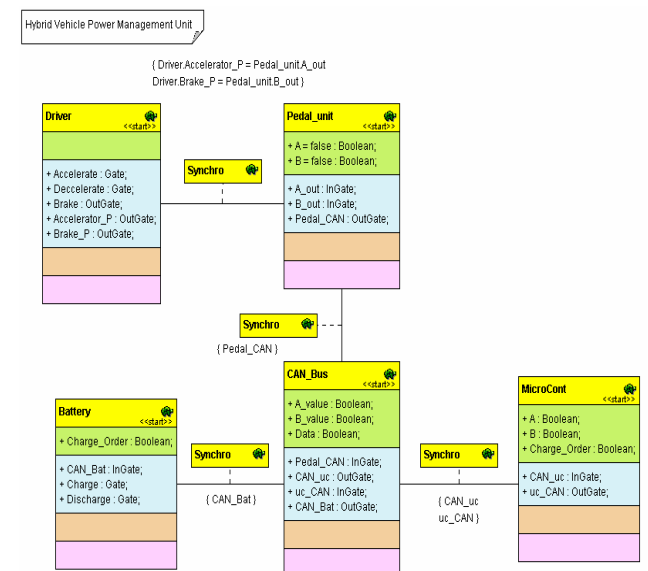 Hybrid Vehicle Power Management Unit
{ Driver.Accelerator_P = Pedal_unit.A_out
Driver.Brake_P = Pedal_unit.B_out }
Driver
<<start>>
+ Accelerate : Gate;
+ Deccelerate : Gate;
+ Brake : OutGate;
+ Accelerator_P : OutGate;
+ Brake_P : OutGate;
Synchro
Pedal_unit
<<start>>
+ A = false : Boolean;
+ B = false : Boolean;
+ A_out : InGate;
+ B_out : InGate;
+ Pedal_CAN : OutGate;
Synchro
{ Pedal_CAN }
Battery
<<start>>
+ Charge_Order : Boolean;
+ CAN_Bat : InGate;
+ Charge : Gate;
+ Discharge : Gate;
Synchro
{ CAN_Bat }
CAN_Bus
<<start>>
+ A_value : Boolean;
+ B_value : Boolean;
+ Data : Boolean;
+ Pedal_CAN : InGate;
+ CAN_uc : OutGate;
+ uc_CAN : InGate;
+ CAN_Bat : OutGate;
Synchro
{ CAN_uc
uc_CAN }
MicroCont
<<start>>
+ A : Boolean;
+ B : Boolean;
+ Charge_Order : Boolean;
+ CAN_uc : InGate;
+ uc_CAN : OutGate;